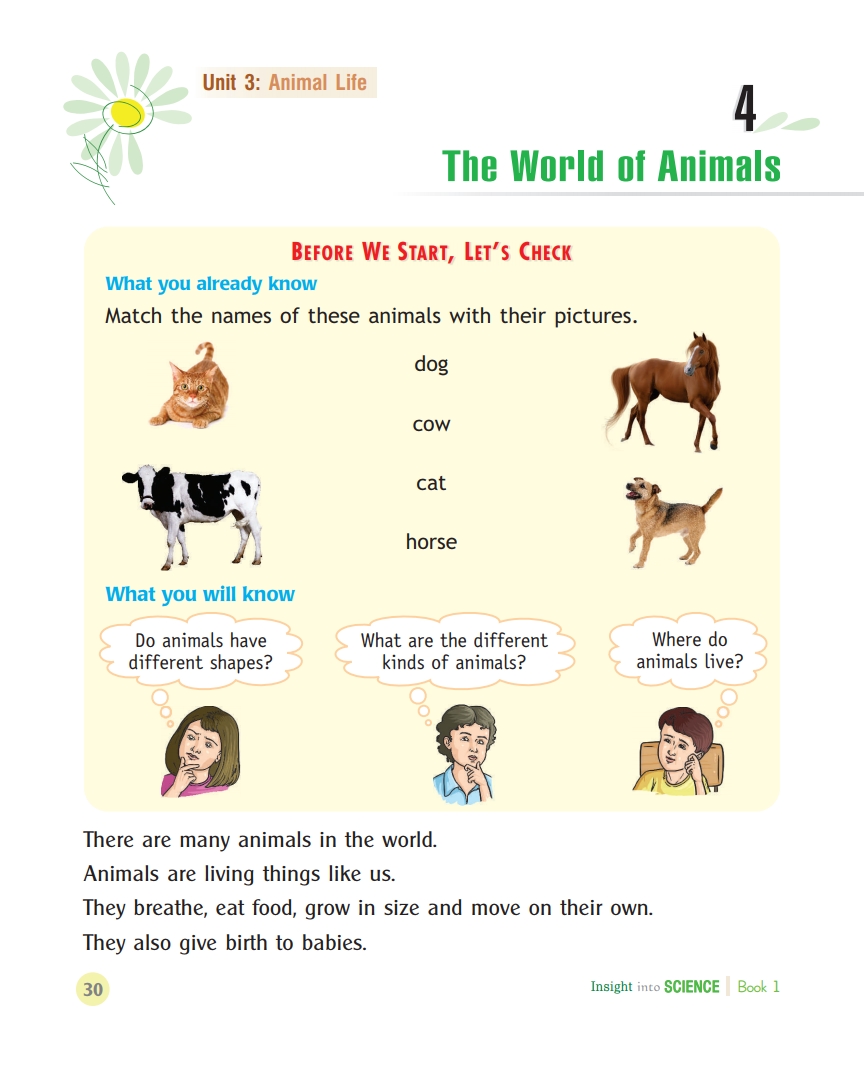 Unit 3: Animal Life
4
The World of Animals
BEFORE WE START, LET'S CHECK
What you already know
Match the names of these animals with their pictures.
dog
cow
cat
horse
What you will know
Do animals have
different shapes?
What are the different
kinds of animals?
Where do
animals live?
There are many animals in the world.
Animals are living things like us.
They breathe, eat food, grow in size and move on their own.
They also give birth to babies.
30
Insight into SCIENCE Book 1